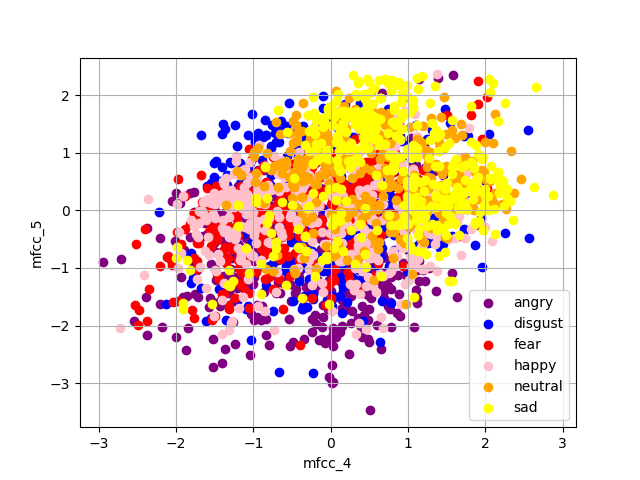 2
1
0
−1
−2
−3
mfcc_5
−3
−2
−1
0
1
2
3
mfcc_4
angry
disgust
fear
happy
neutral
sad